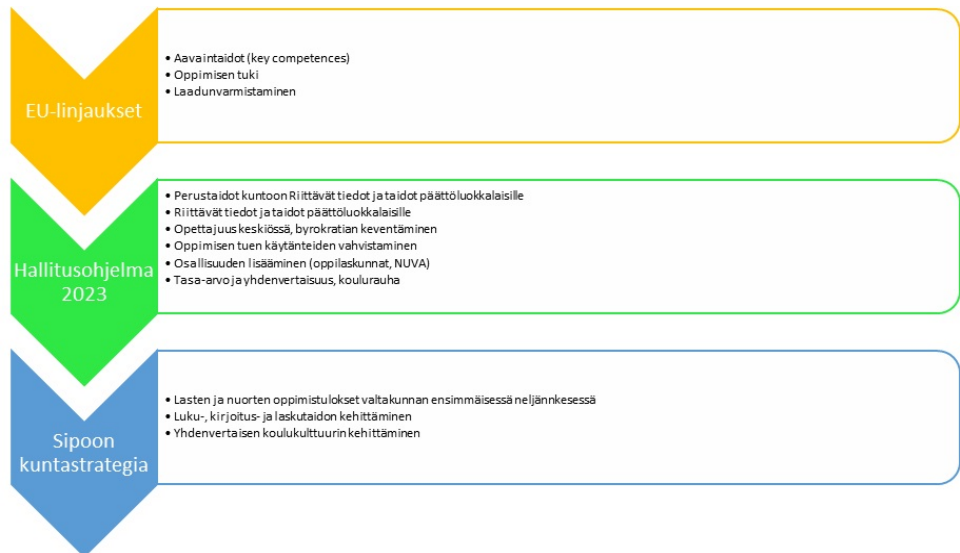 EU-linjaukset
• Aavaintaidot (key competences)
• Oppimisen tuki
• Laadunvarmistaminen
Hallitusohjelma
2023
• Perustaidot kuntoon Riittävät tiedot ja taidot päättöluokkalaisille
• Riittävät tiedot ja taidot päättöluokkalaisille
• Opettajuus keskiössä, byrokratian keventäminen
• Oppimisen tuen käytänteiden vahvistaminen
• Osallisuuden lisääminen (oppilaskunnat, NUVA)
• Tasa-arvo ja yhdenvertaisuus, koulurauha
Sipoon
kuntastrategia
• Lasten ja nuorten oppimistulokset valtakunnan ensimmäisessä neljännkesessä
• Luku-, kirjoitus- ja laskutaidon kehittäminen
• Yhdenvertaisen koulukulttuurin kehittäminen